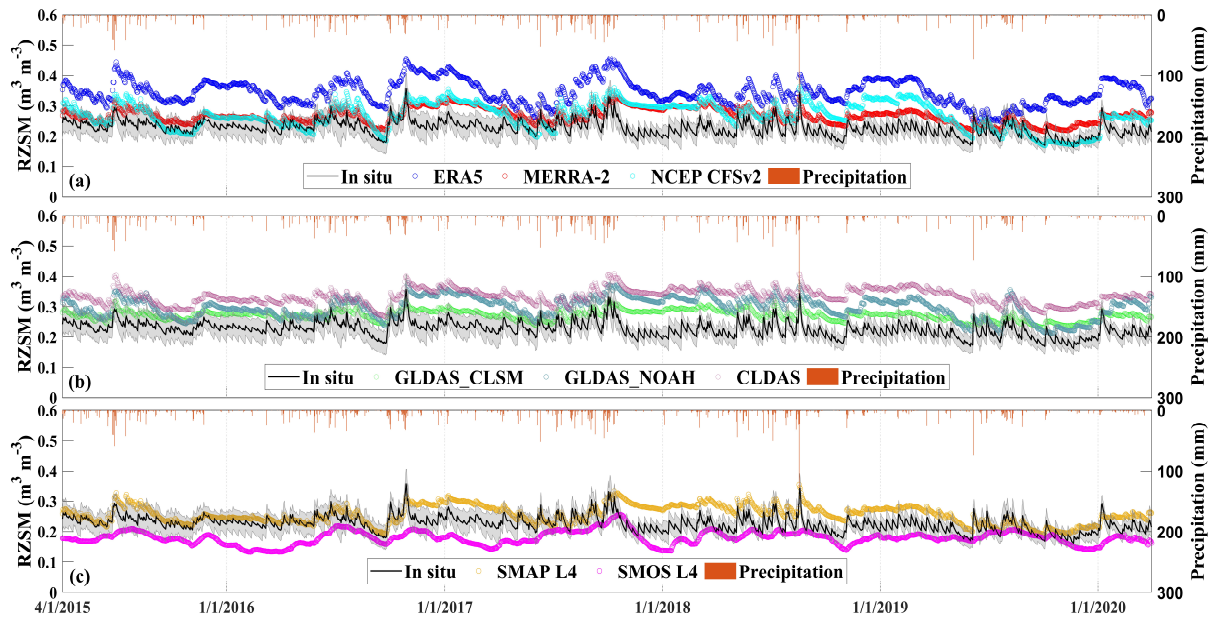 0.6
0.5
0.4
0.3
0.2
0.1
0
RZSM (m³ m⁻³)
0
100
200
300
Precipitation (mm)
(a)
In situ ERA5 MERRA-2 NCEP CFSv2 Precipitation
0.6
0.5
0.4
0.3
0.2
0.1
0
RZSM (m³ m⁻³)
0
100
200
300
Precipitation (mm)
(b)
In situ GLDAS_CLSM GLDAS_NOAH CLDAS Precipitation
0.6
0.5
0.4
0.3
0.2
0.1
0
RZSM (m³ m⁻³)
0
100
200
300
Precipitation (mm)
(c)
In situ SMAP L4 SMOS L4 Precipitation
4/1/2015 1/1/2016 1/1/2017 1/1/2018 1/1/2019 1/1/2020